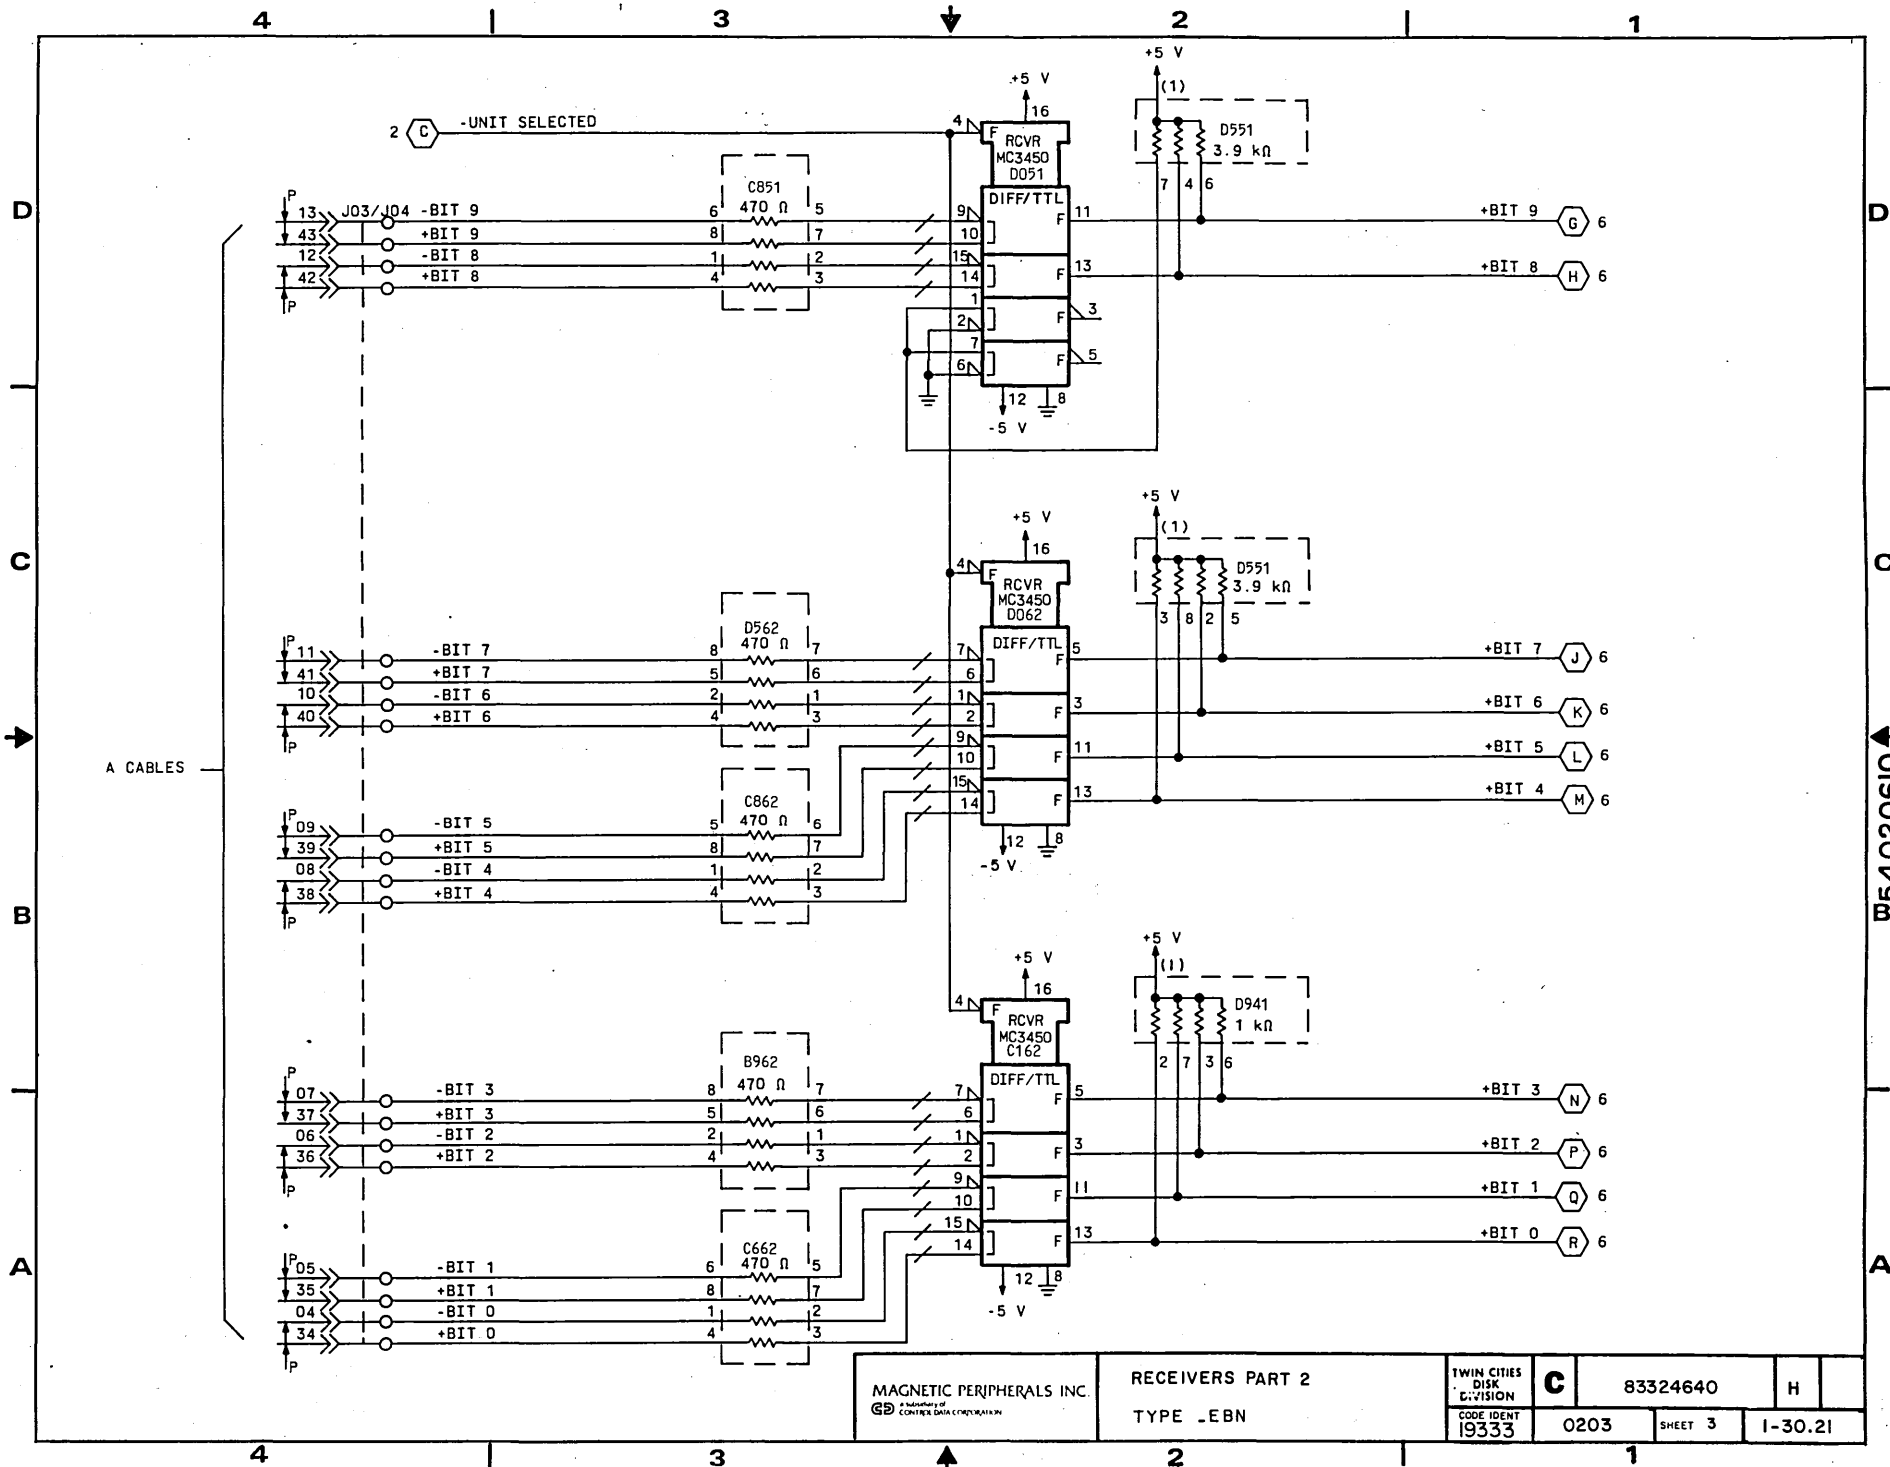 4 3 2 1
+5 V
(1)
+5 V
16
2 C -UNIT SELECTED
4 F
RCVR
MC3450
D051
D551
3.9 kΩ
7 4 6
D
D
C851
470 Ω
DIFF/TTL
P
13 J03/J04 -BIT 9 6 5 9 F 11 +BIT 9 G 6
43 +BIT 9 8 7 10
12 -BIT 8 1 2 15 F 13 +BIT 8 H 6
42 +BIT 8 4 3 14
P
1 F 3
2
7 F 5
6
12 8
-5 V
+5 V
(1)
+5 V
16
C
C
4 F
RCVR
MC3450
D062
D551
3.9 kΩ
3 8 2 5
D562
470 Ω
DIFF/TTL
P
11 -BIT 7 8 7 7 F 5 +BIT 7 J 6
41 +BIT 7 5 6 6
10 -BIT 6 2 1 1 F 3 +BIT 6 K 6
40 +BIT 6 4 3 2
P
9 F 11 +BIT 5 L 6
10
A CABLES
15 F 13 +BIT 4 M 6
14
C862
470 Ω
P
09 -BIT 5 5 6
39 +BIT 5 8 7
08 -BIT 4 1 2
38 +BIT 4 4 3
P
12 8
-5 V
B
B
+5 V
(1)
+5 V
16
4 F
RCVR
MC3450
C162
D941
1 kΩ
2 7 3 6
B962
470 Ω
DIFF/TTL
P
07 -BIT 3 8 7 7 F 5 +BIT 3 N 6
37 +BIT 3 5 6 6
06 -BIT 2 2 1 1 F 3 +BIT 2 P 6
36 +BIT 2 4 3 2
P
9 F 11 +BIT 1 Q 6
10
15 F 13 +BIT 0 R 6
14
C662
470 Ω
A
A
P
05 -BIT 1 6 5
35 +BIT 1 8 7
04 -BIT 0 1 2
34 +BIT 0 4 3
P
12 8
-5 V
MAGNETIC PERIPHERALS INC.
a subsidiary of
CONTROL DATA CORPORATION
RECEIVERS PART 2
TYPE _EBN
TWIN CITIES
DISK
DIVISION
C 83324640 H
CODE IDENT
19333
0203 SHEET 3 1-30.21
4 3 2 1